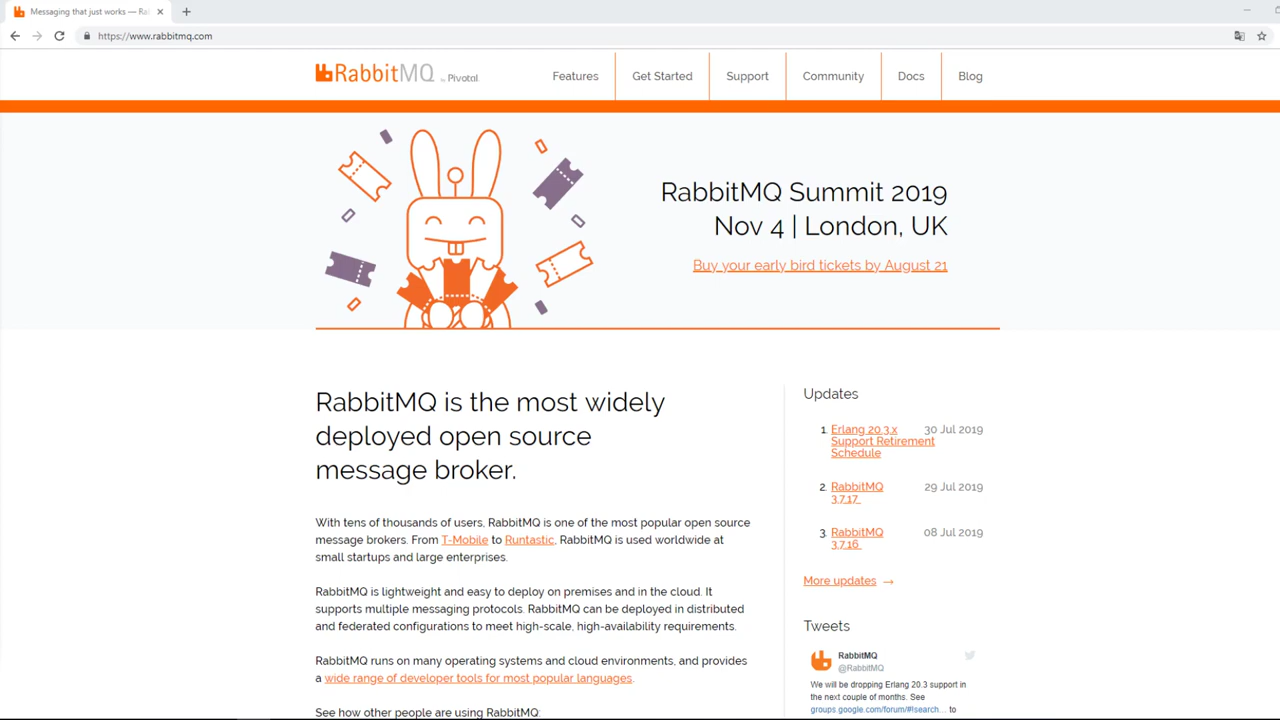 Messaging that just works — Ra
https://www.rabbitmq.com
RabbitMQ by Pivotal
Features
Get Started
Support
Community
Docs
Blog
RabbitMQ Summit 2019
Nov 4 | London, UK
Buy your early bird tickets by August 21
RabbitMQ is the most widely
deployed open source
message broker.
With tens of thousands of users, RabbitMQ is one of the most popular open source
message brokers. From T-Mobile to Runtastic, RabbitMQ is used worldwide at
small startups and large enterprises.
RabbitMQ is lightweight and easy to deploy on premises and in the cloud. It
supports multiple messaging protocols. RabbitMQ can be deployed in distributed
and federated configurations to meet high-scale, high-availability requirements.
RabbitMQ runs on many operating systems and cloud environments, and provides
a wide range of developer tools for most popular languages.
See how other people are using RabbitMQ:
Updates
1. Erlang 20.3.x 30 Jul 2019
Support Retirement
Schedule
2. RabbitMQ 29 Jul 2019
3.7.17
3. RabbitMQ 08 Jul 2019
3.7.16
More updates →
Tweets
RabbitMQ
@RabbitMQ
We will be dropping Erlang 20.3 support in
the next couple of months. See
groups.google.com/forum/#!search... to